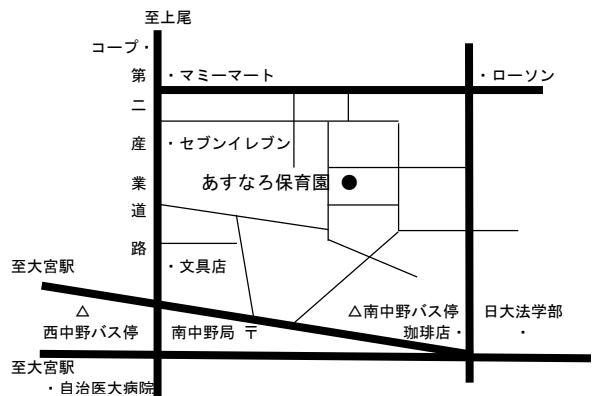 至上尾
コープ・
第二産業道路
・マミーマート
・ローソン
・セブンイレブン
あすなろ保育園
・文具店
至大宮駅
△
西中野バス停
南中野局 〒
△南中野バス停
珈琲店・
日大法学部
・
至大宮駅
・自治医大病院